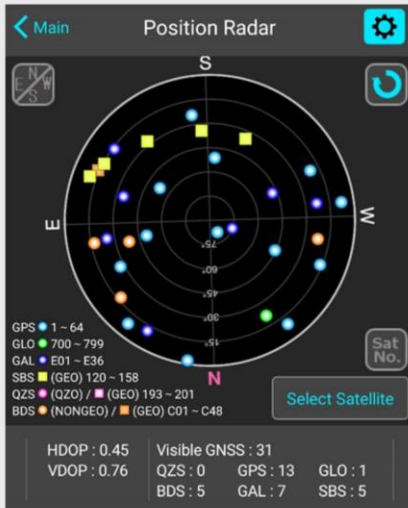 Main
Position Radar
N
E W
S
S
E
W
75°
60°
45°
30°
15°
N
GPS 1 ~ 64
GLO 700 ~ 799
GAL E01 ~ E36
SBS (GEO) 120 ~ 158
QZS (QZO) / (GEO) 193 ~ 201
BDS (NONGEO) / (GEO) C01 ~ C48
Sat
No.
Select Satellite
HDOP : 0.45
VDOP : 0.76
Visible GNSS : 31
QZS : 0 GPS : 13 GLO : 1
BDS : 5 GAL : 7 SBS : 5